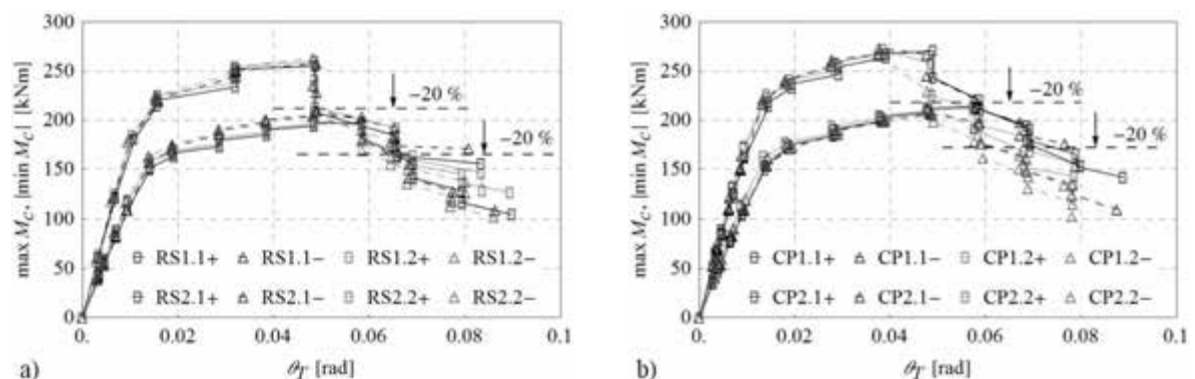 300
250
200
150
100
50
0
max M_C, |min M_C| [kNm]
−20 %
−20 %
RS1.1+ RS1.1− RS1.2+ RS1.2−
RS2.1+ RS2.1− RS2.2+ RS2.2−
0. 0.02 0.04 0.06 0.08 0.1
a) θ_T [rad]
300
250
200
150
100
50
0
max M_C, |min M_C| [kNm]
−20 %
−20 %
CP1.1+ CP1.1− CP1.2+ CP1.2−
CP2.1+ CP2.1− CP2.2+ CP2.2−
0. 0.02 0.04 0.06 0.08 0.1
b) θ_T [rad]